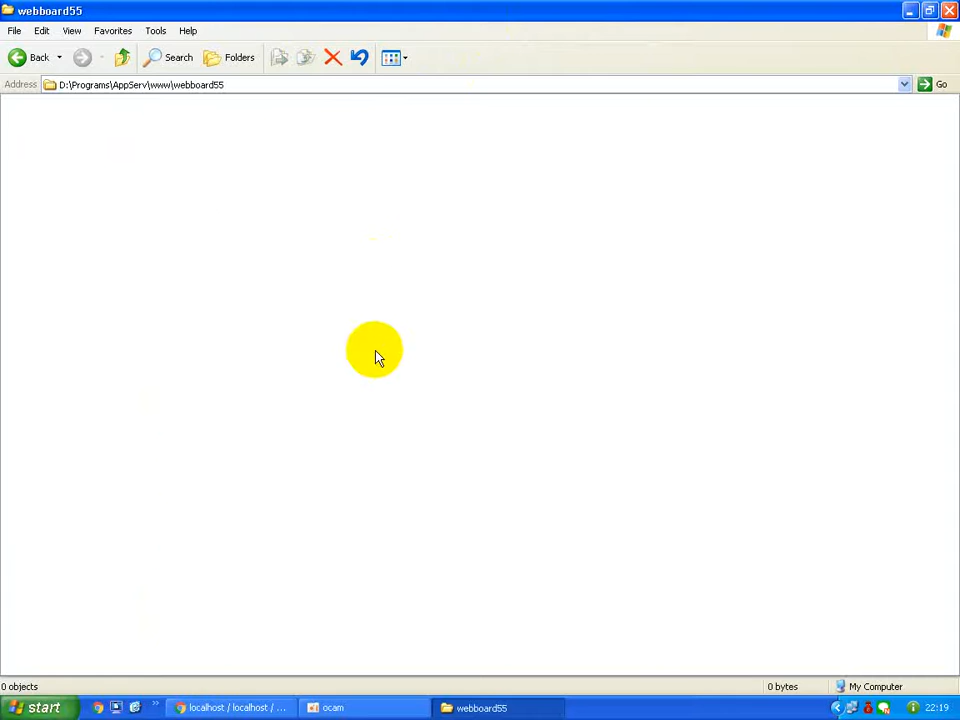 webboard55
File Edit View Favorites Tools Help
Back Search Folders
Address D:\Programs\AppServ\www\webboard55 Go
0 objects 0 bytes My Computer
start localhost / localhost / ... ocam webboard55 22:19